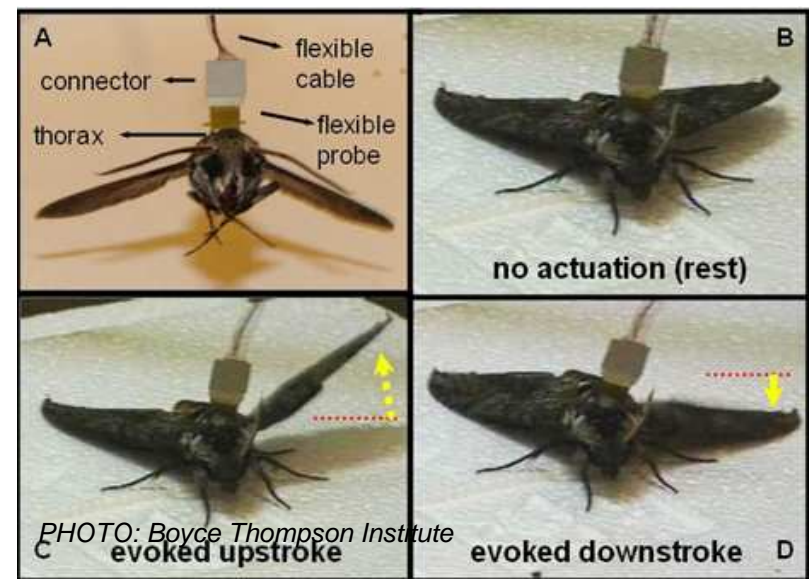 A
flexible
cable
connector
flexible
probe
thorax
B
no actuation (rest)
PHOTO: Boyce Thompson Institute
C
evoked upstroke
evoked downstroke
D